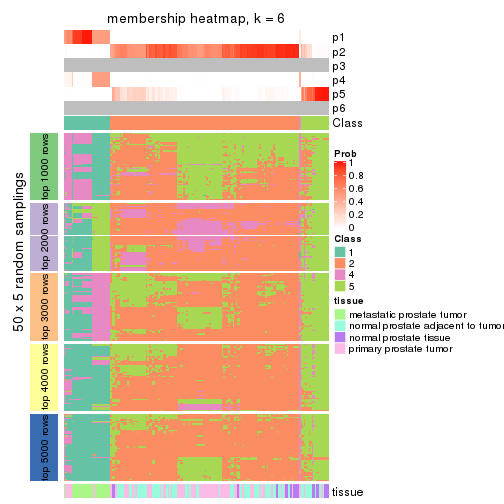 membership heatmap, k = 6
p1
p2
p3
p4
p5
p6
Class
50 x 5 random samplings
top 1000 rows
top 2000 rows
top 3000 rows
top 4000 rows
top 5000 rows
Prob
1
0.8
0.6
0.4
0.2
0
Class
1
2
4
5
tissue
metastatic prostate tumor
normal prostate adjacent to tumor
normal prostate tissue
primary prostate tumor
tissue